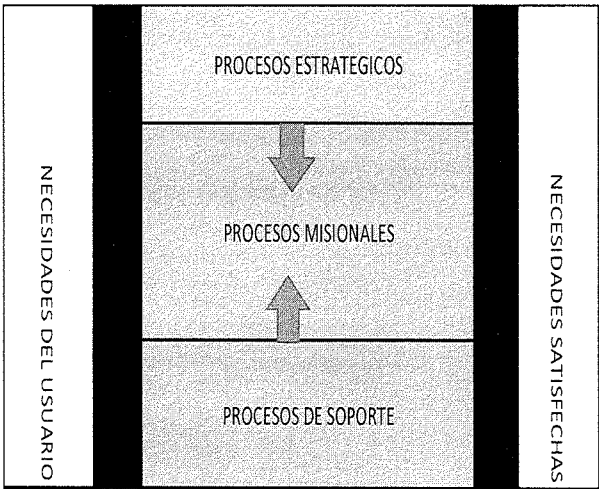 PROCESOS ESTRATEGICOS
NECESIDADES DEL USUARIO
PROCESOS MISIONALES
NECESIDADES SATISFECHAS
PROCESOS DE SOPORTE